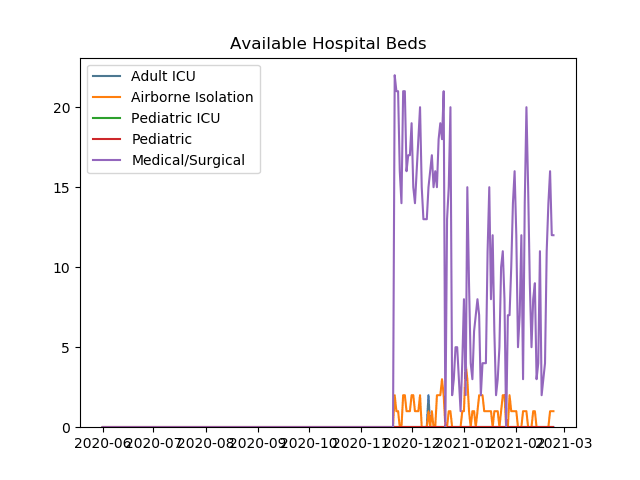 Available Hospital Beds
Adult ICU
Airborne Isolation
Pediatric ICU
Pediatric
Medical/Surgical
20
15
10
5
0
2020-06 2020-07 2020-08 2020-09 2020-10 2020-11 2020-12 2021-01 2021-02 2021-03